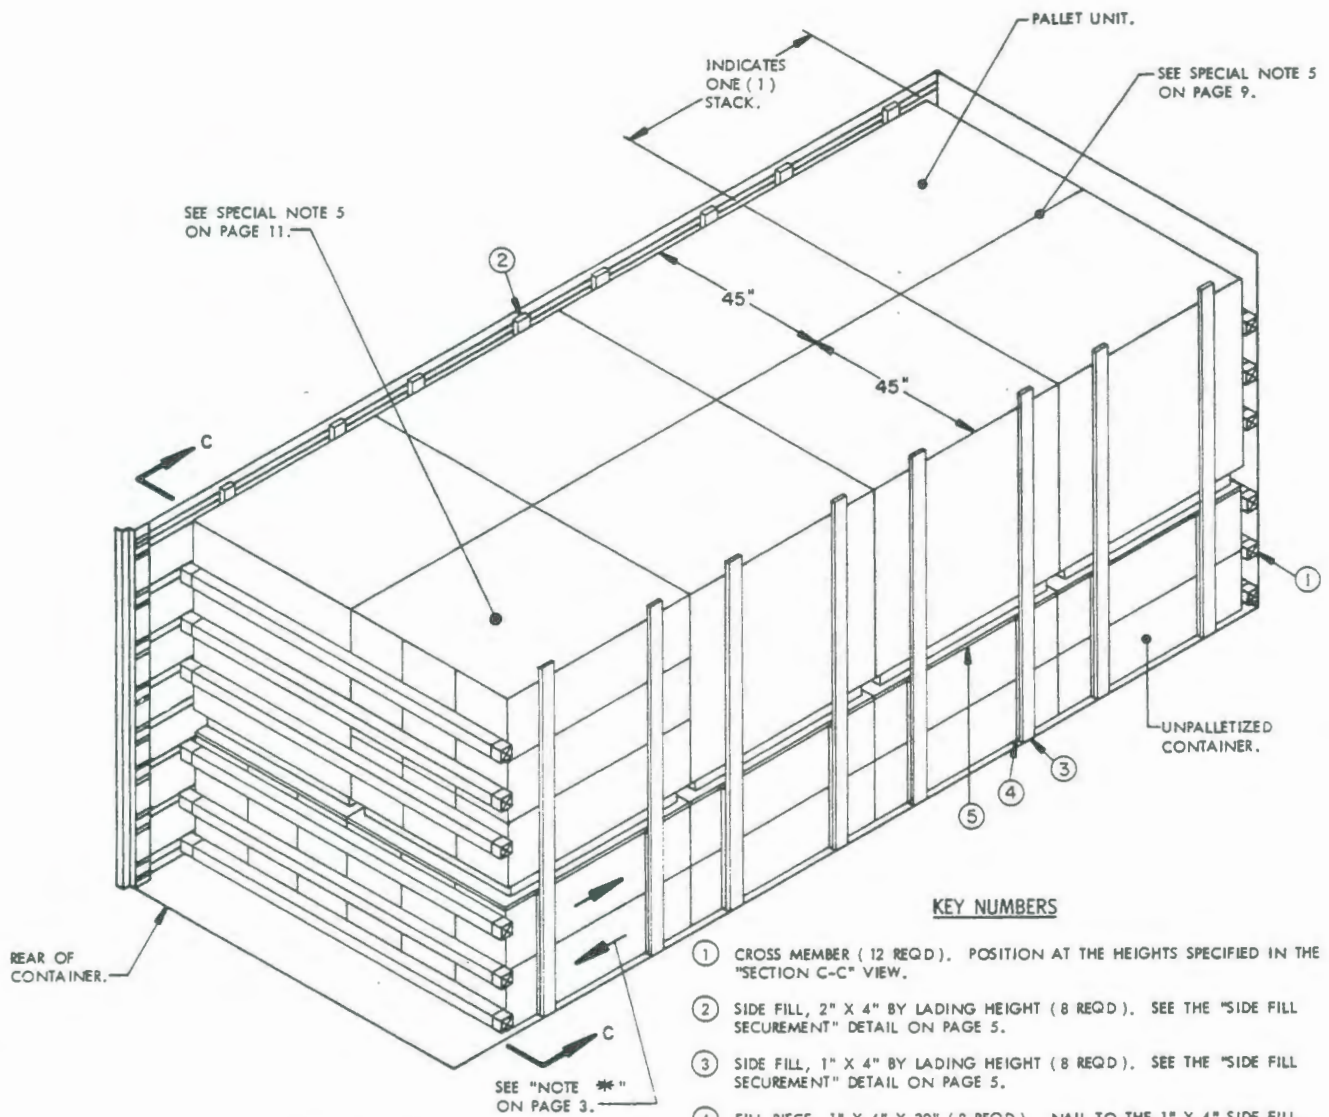 PALLET UNIT.
INDICATES
ONE (1)
STACK.
SEE SPECIAL NOTE 5
ON PAGE 9.
SEE SPECIAL NOTE 5
ON PAGE 11.
2
45"
45"
C
1
UNPALLETIZED
CONTAINER.
4
3
5
REAR OF
CONTAINER.
C
SEE "NOTE ✱"
ON PAGE 3.
KEY NUMBERS
1 CROSS MEMBER (12 REQD). POSITION AT THE HEIGHTS SPECIFIED IN THE
"SECTION C-C" VIEW.
2 SIDE FILL, 2" X 4" BY LADING HEIGHT (8 REQD). SEE THE "SIDE FILL
SECUREMENT" DETAIL ON PAGE 5.
3 SIDE FILL, 1" X 4" BY LADING HEIGHT (8 REQD). SEE THE "SIDE FILL
SECUREMENT" DETAIL ON PAGE 5.